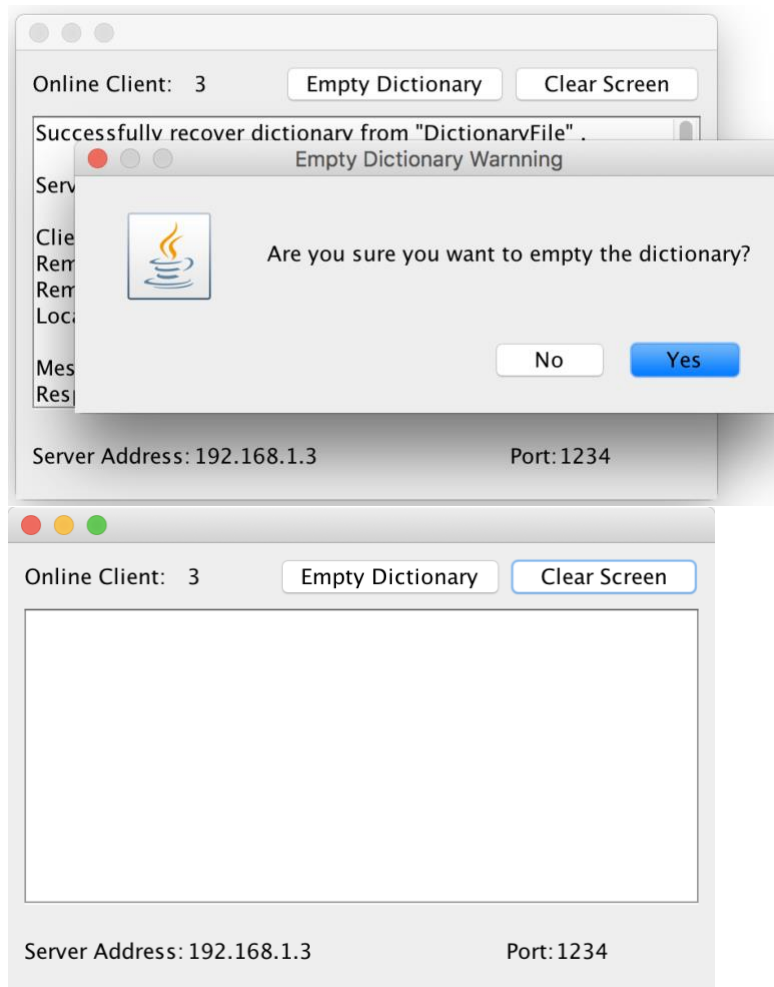 Online Client: 3 Empty Dictionary Clear Screen
Successfully recover dictionary from "DictionaryFile" .
Empty Dictionary Warnning
Are you sure you want to empty the dictionary?
No Yes
Server Address: 192.168.1.3 Port: 1234
Online Client: 3 Empty Dictionary Clear Screen
Server Address: 192.168.1.3 Port: 1234